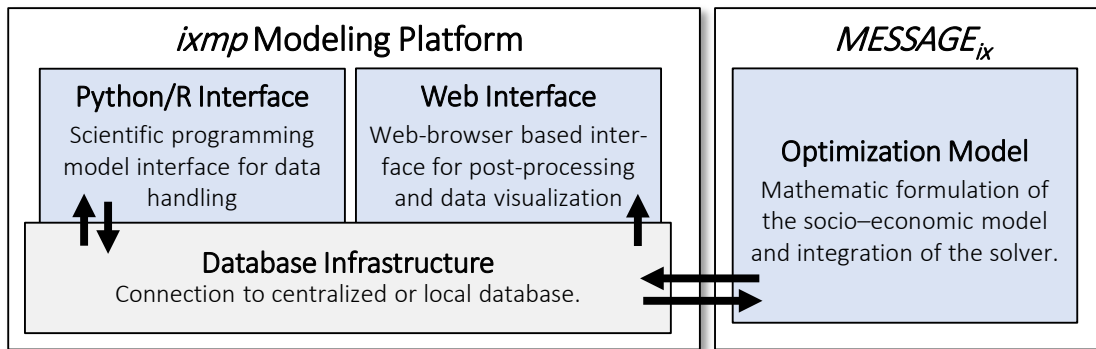 ixmp Modeling Platform
Python/R Interface
Scientific programming
model interface for data
handling
Web Interface
Web-browser based inter-
face for post-processing
and data visualization
Database Infrastructure
Connection to centralized or local database.
MESSAGEix
Optimization Model
Mathematic formulation of
the socio–economic model
and integration of the solver.